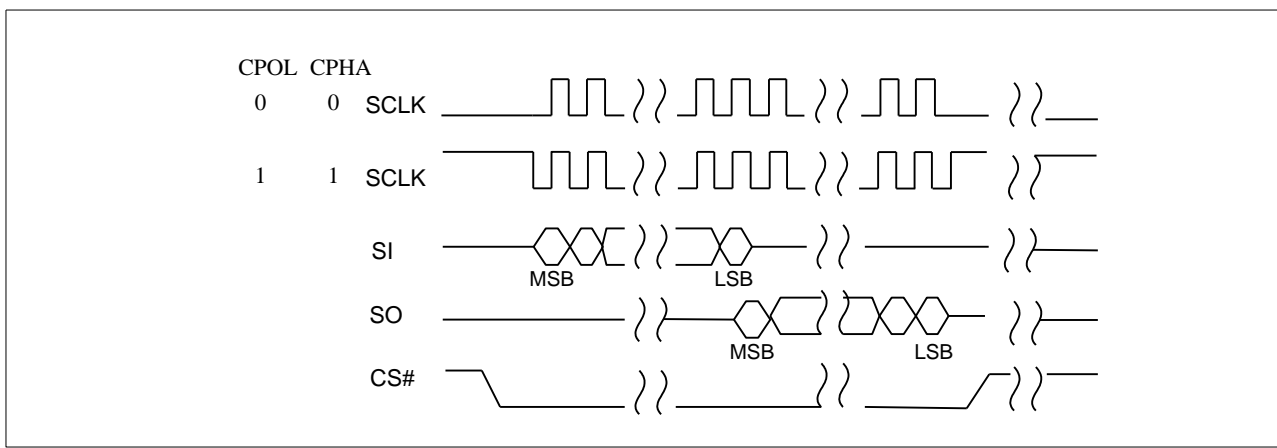 CPOL CPHA
0 0 SCLK
1 1 SCLK
SI
MSB LSB
SO
MSB LSB
CS#